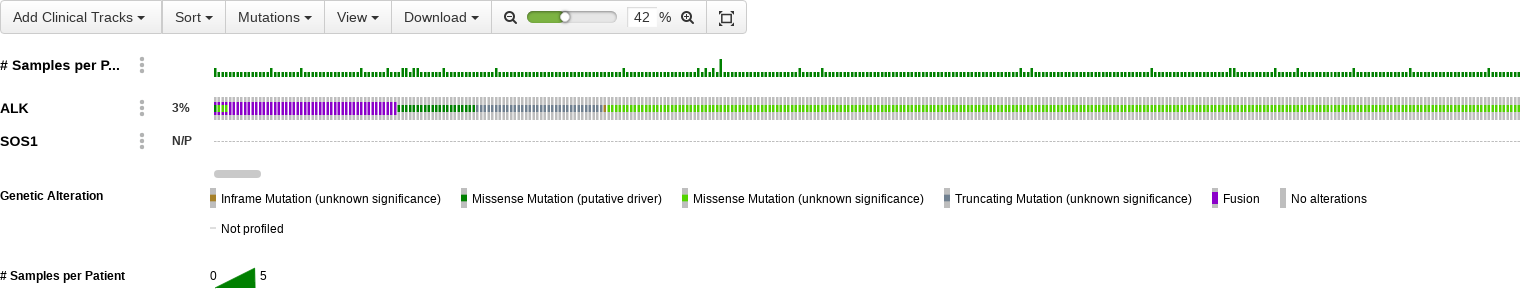 Add Clinical Tracks Sort Mutations View Download 42 %
# Samples per P...
ALK 3%
SOS1 N/P
Genetic Alteration Inframe Mutation (unknown significance) Missense Mutation (putative driver) Missense Mutation (unknown significance) Truncating Mutation (unknown significance) Fusion No alterations
Not profiled
# Samples per Patient 0 5